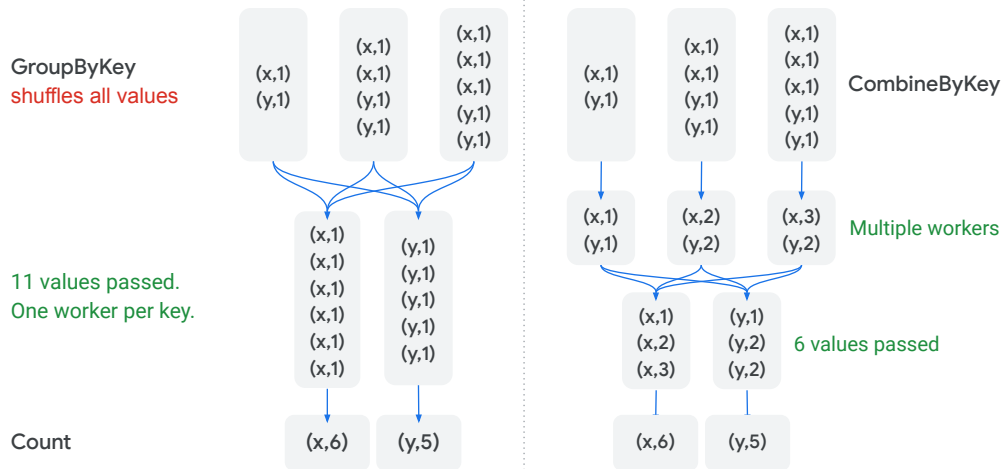 GroupByKey
shuffles all values
(x,1)
(y,1)
(x,1)
(x,1)
(y,1)
(y,1)
(x,1)
(x,1)
(x,1)
(y,1)
(y,1)
11 values passed.
One worker per key.
(x,1)
(x,1)
(x,1)
(x,1)
(x,1)
(x,1)
(y,1)
(y,1)
(y,1)
(y,1)
(y,1)
Count
(x,6)
(y,5)
CombineByKey
(x,1)
(y,1)
(x,1)
(x,1)
(y,1)
(y,1)
(x,1)
(x,1)
(x,1)
(y,1)
(y,1)
(x,1)
(y,1)
(x,2)
(y,2)
(x,3)
(y,2)
Multiple workers
(x,1)
(x,2)
(x,3)
(y,1)
(y,2)
(y,2)
6 values passed
(x,6)
(y,5)